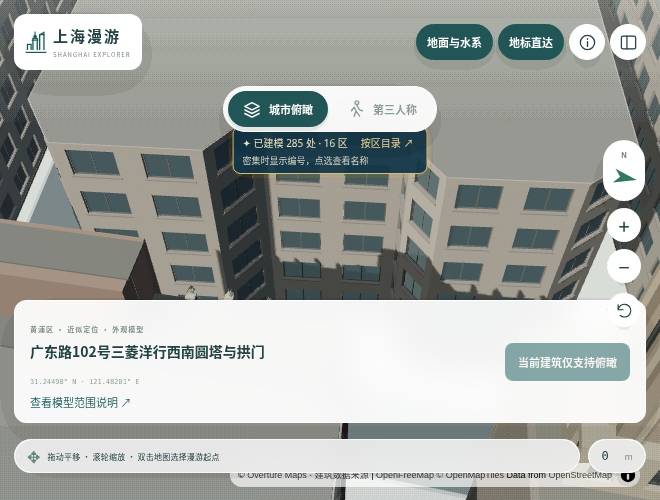 上海漫游
SHANGHAI EXPLORER
地面与水系
地标直达
城市俯瞰
第三人称
✦ 已建模 285 处 · 16 区 按区目录 ↗
密集时显示编号，点选查看名称
N
+
−
黄浦区 · 近似定位 · 外观模型
广东路102号三菱洋行西南圆塔与拱门
31.24498° N · 121.48201° E
查看模型范围说明 ↗
当前建筑仅支持俯瞰
拖动平移 · 滚轮缩放 · 双击地图选择漫游起点
0 m
© Overture Maps · 建筑数据来源 | OpenFreeMap © OpenMapTiles Data from OpenStreetMap